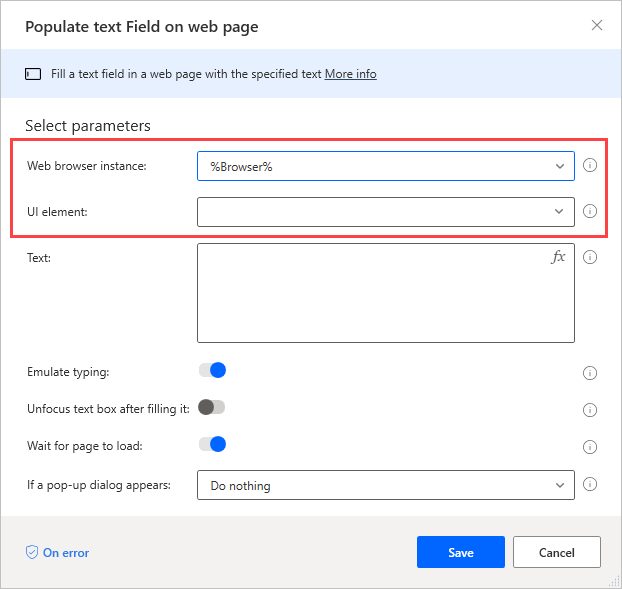 Populate text Field on web page
Fill a text field in a web page with the specified text More info
Select parameters
Web browser instance: %Browser%
UI element:
Text: fx
Emulate typing:
Unfocus text box after filling it:
Wait for page to load:
If a pop-up dialog appears: Do nothing
On error Save Cancel